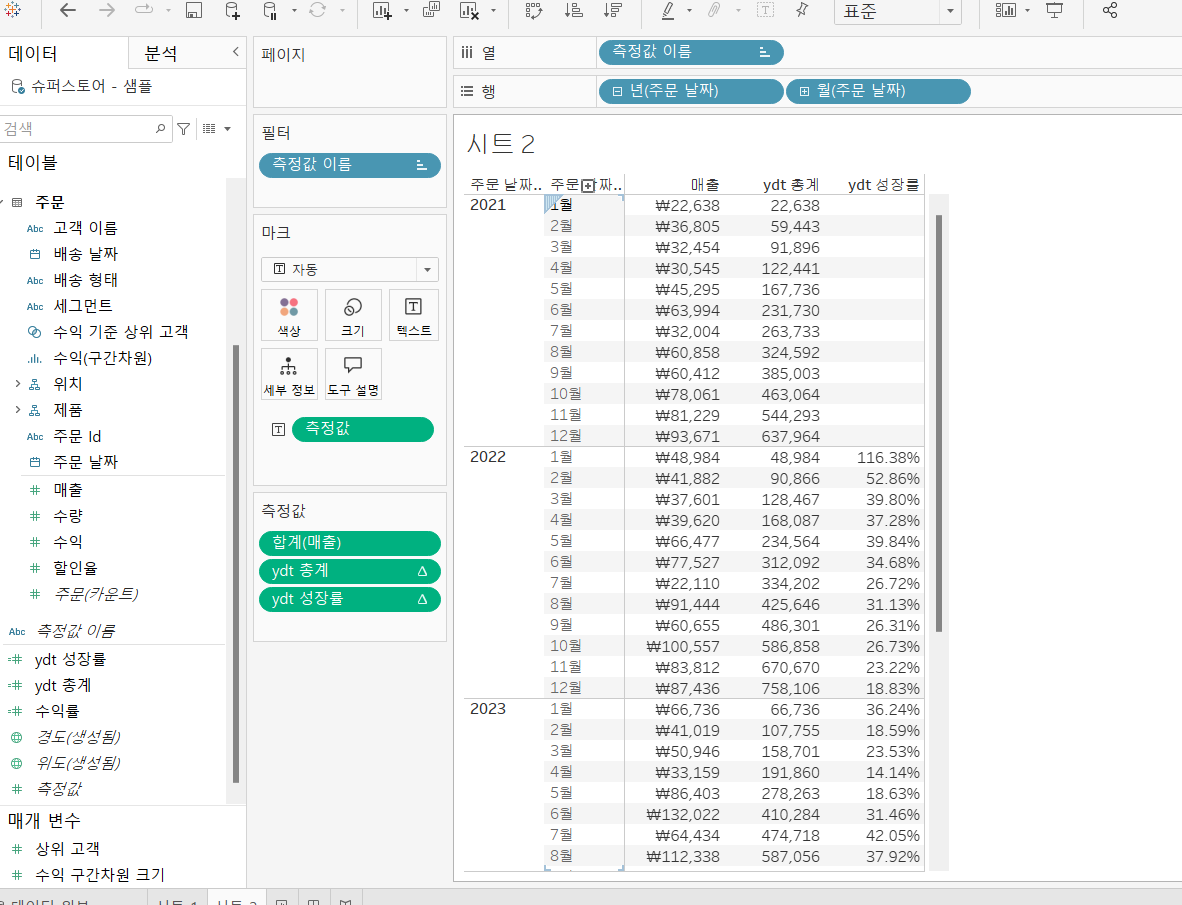 표준
데이터 분석
슈퍼스토어 - 샘플
검색
테이블
주문
Abc 고객 이름
배송 날짜
Abc 배송 형태
Abc 세그먼트
수익 기준 상위 고객
수익(구간차원)
위치
제품
Abc 주문 Id
주문 날짜
매출
수량
수익
할인율
주문(카운트)
Abc 측정값 이름
ydt 성장률
ydt 총계
수익률
경도(생성됨)
위도(생성됨)
측정값
매개 변수
상위 고객
수익 구간차원 크기
페이지
필터
측정값 이름
마크
자동
색상 크기 텍스트
세부 정보 도구 설명
측정값
측정값
합계(매출)
ydt 총계
ydt 성장률
열 측정값 이름
행 년(주문 날짜) 월(주문 날짜)
시트 2
주문 날짜.. 주문 날짜.. 매출 ydt 총계 ydt 성장률
2021 1월 ₩22,638 22,638
2월 ₩36,805 59,443
3월 ₩32,454 91,896
4월 ₩30,545 122,441
5월 ₩45,295 167,736
6월 ₩63,994 231,730
7월 ₩32,004 263,733
8월 ₩60,858 324,592
9월 ₩60,412 385,003
10월 ₩78,061 463,064
11월 ₩81,229 544,293
12월 ₩93,671 637,964
2022 1월 ₩48,984 48,984 116.38%
2월 ₩41,882 90,866 52.86%
3월 ₩37,601 128,467 39.80%
4월 ₩39,620 168,087 37.28%
5월 ₩66,477 234,564 39.84%
6월 ₩77,527 312,092 34.68%
7월 ₩22,110 334,202 26.72%
8월 ₩91,444 425,646 31.13%
9월 ₩60,655 486,301 26.31%
10월 ₩100,557 586,858 26.73%
11월 ₩83,812 670,670 23.22%
12월 ₩87,436 758,106 18.83%
2023 1월 ₩66,736 66,736 36.24%
2월 ₩41,019 107,755 18.59%
3월 ₩50,946 158,701 23.53%
4월 ₩33,159 191,860 14.14%
5월 ₩86,403 278,263 18.63%
6월 ₩132,022 410,284 31.46%
7월 ₩64,434 474,718 42.05%
8월 ₩112,338 587,056 37.92%